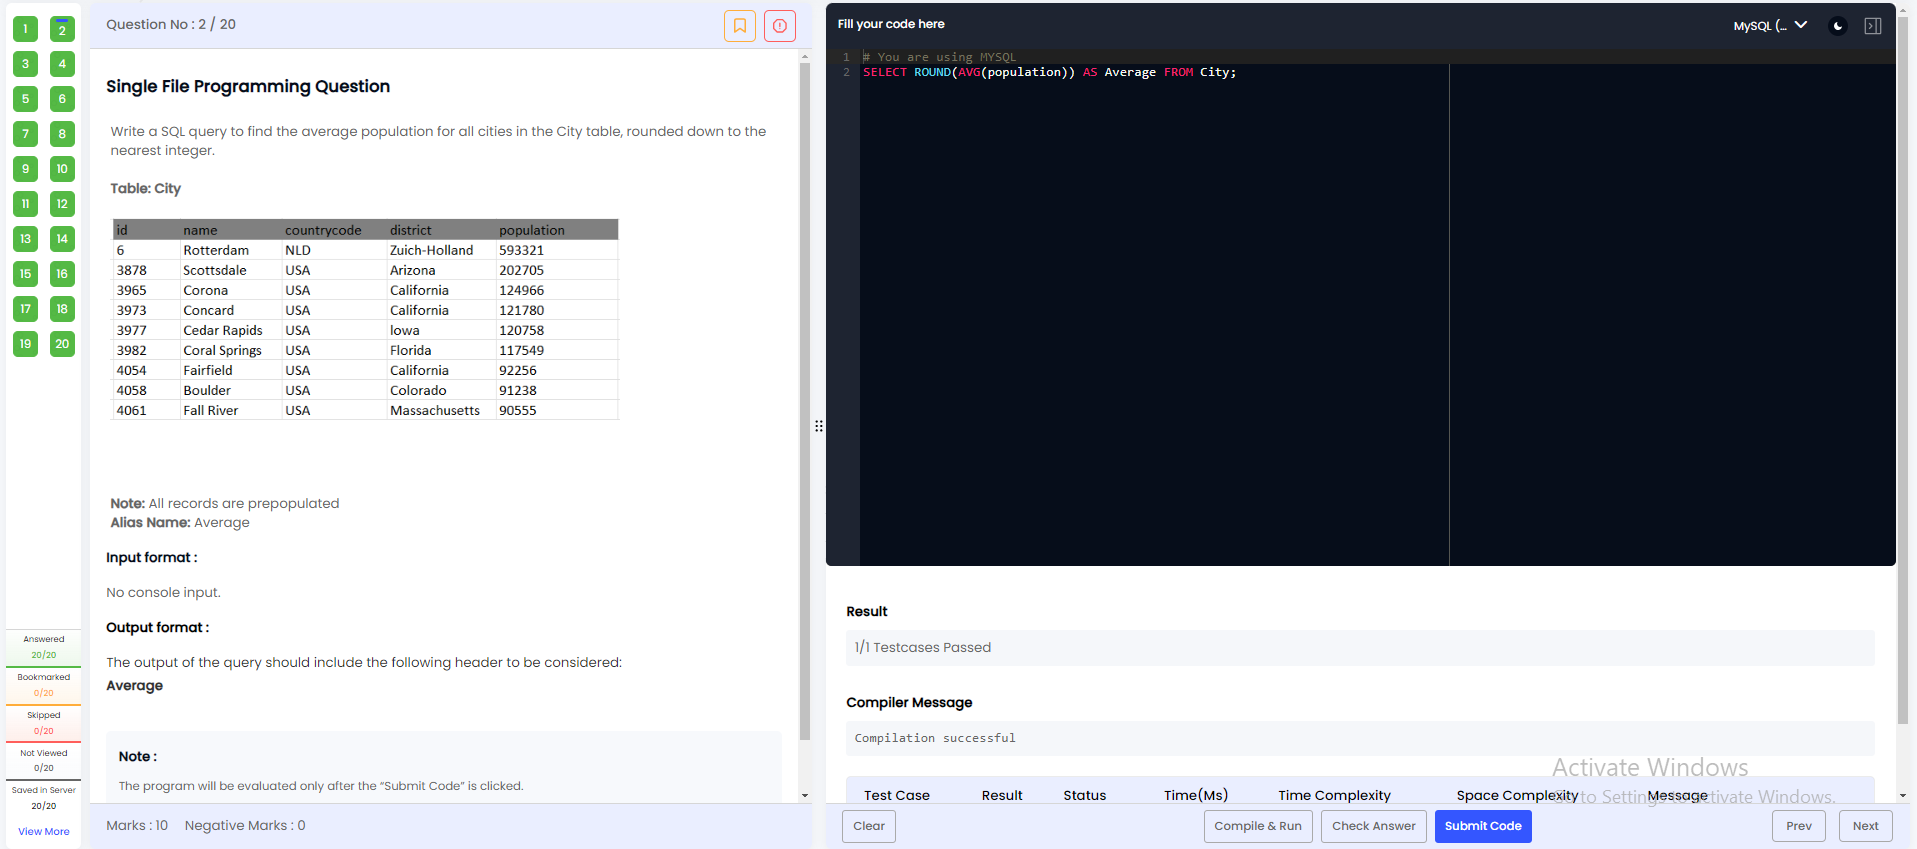 1 2
3 4
5 6
7 8
9 10
11 12
13 14
15 16
17 18
19 20
Answered
20/20
Bookmarked
0/20
Skipped
0/20
Not Viewed
0/20
Saved in Server
20/20
View More
Question No : 2 / 20
Single File Programming Question
Write a SQL query to find the average population for all cities in the City table, rounded down to the
nearest integer.
Table: City
id name countrycode district population
6 Rotterdam NLD Zuich-Holland 593321
3878 Scottsdale USA Arizona 202705
3965 Corona USA California 124966
3973 Concard USA California 121780
3977 Cedar Rapids USA lowa 120758
3982 Coral Springs USA Florida 117549
4054 Fairfield USA California 92256
4058 Boulder USA Colorado 91238
4061 Fall River USA Massachusetts 90555
Note: All records are prepopulated
Alias Name: Average
Input format :
No console input.
Output format :
The output of the query should include the following header to be considered:
Average
Note :
The program will be evaluated only after the “Submit Code” is clicked.
Marks : 10 Negative Marks : 0
Fill your code here
MySQL (...
1 # You are using MYSQL
2 SELECT ROUND(AVG(population)) AS Average FROM City;
Result
1/1 Testcases Passed
Compiler Message
Compilation successful
Activate Windows
Go to Settings to activate Windows.
Test Case Result Status Time(Ms) Time Complexity Space Complexity Message
Clear Compile & Run Check Answer Submit Code Prev Next